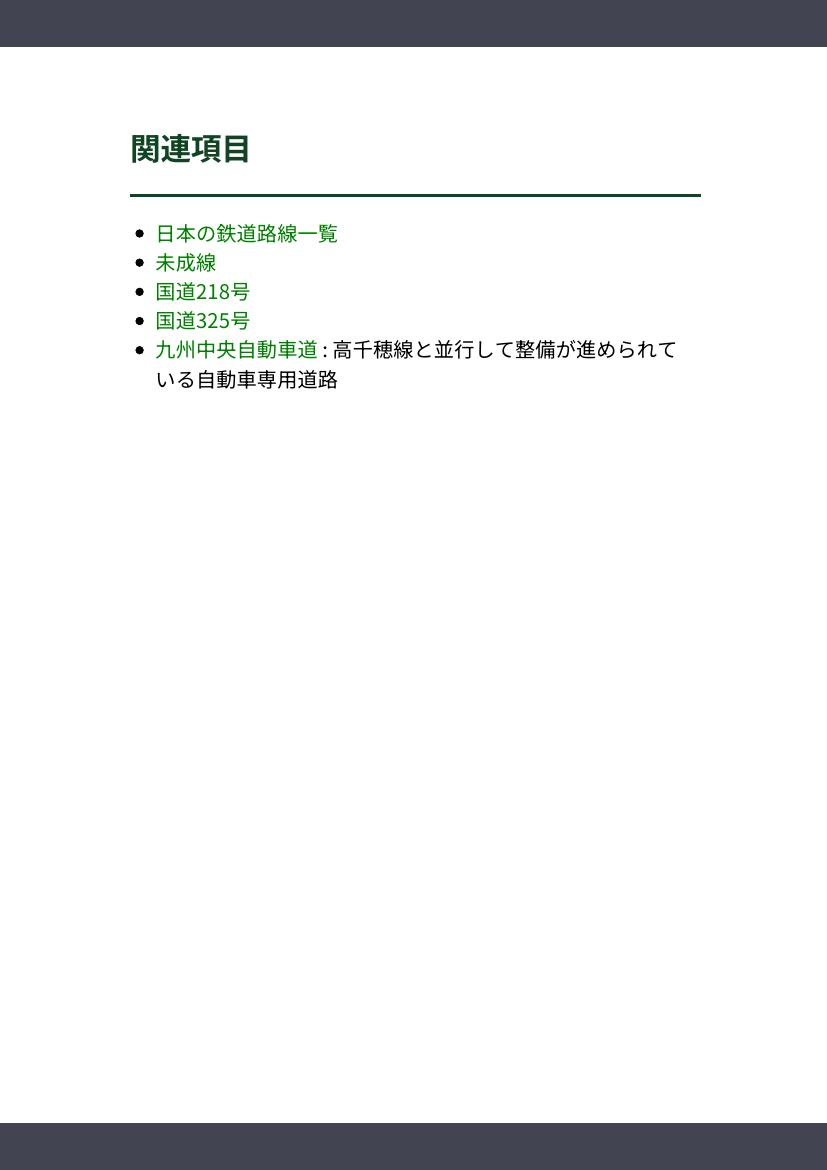 関連項目
日本の鉄道路線一覧
未成線
国道218号
国道325号
九州中央自動車道 : 高千穂線と並行して整備が進められて
いる自動車専用道路